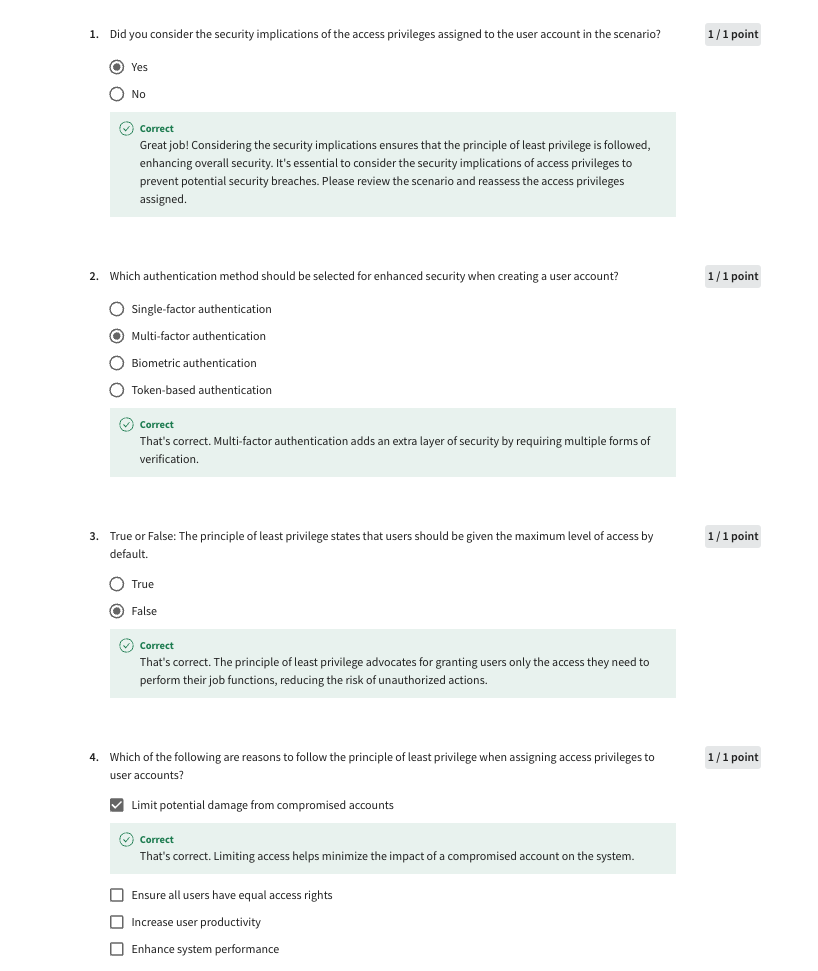 1. Did you consider the security implications of the access privileges assigned to the user account in the scenario? 1 / 1 point
Yes
No
Correct
Great job! Considering the security implications ensures that the principle of least privilege is followed,
enhancing overall security. It's essential to consider the security implications of access privileges to
prevent potential security breaches. Please review the scenario and reassess the access privileges
assigned.
2. Which authentication method should be selected for enhanced security when creating a user account? 1 / 1 point
Single-factor authentication
Multi-factor authentication
Biometric authentication
Token-based authentication
Correct
That's correct. Multi-factor authentication adds an extra layer of security by requiring multiple forms of
verification.
3. True or False: The principle of least privilege states that users should be given the maximum level of access by 1 / 1 point
default.
True
False
Correct
That's correct. The principle of least privilege advocates for granting users only the access they need to
perform their job functions, reducing the risk of unauthorized actions.
4. Which of the following are reasons to follow the principle of least privilege when assigning access privileges to 1 / 1 point
user accounts?
Limit potential damage from compromised accounts
Correct
That's correct. Limiting access helps minimize the impact of a compromised account on the system.
Ensure all users have equal access rights
Increase user productivity
Enhance system performance